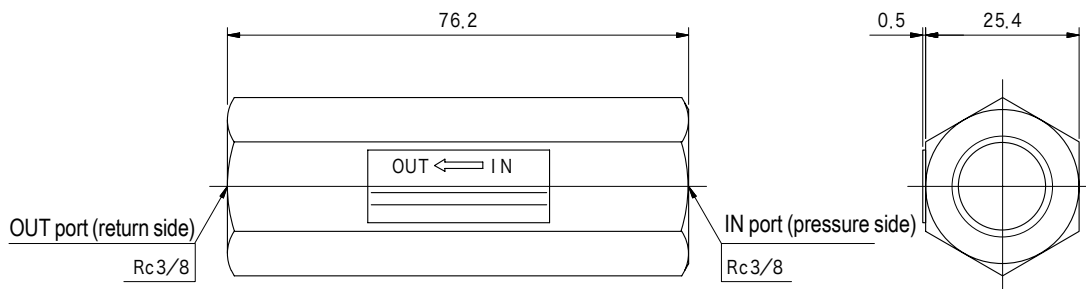 76.2
0.5
25.4
OUT IN
OUT port (return side)
Rc3/8
IN port (pressure side)
Rc3/8